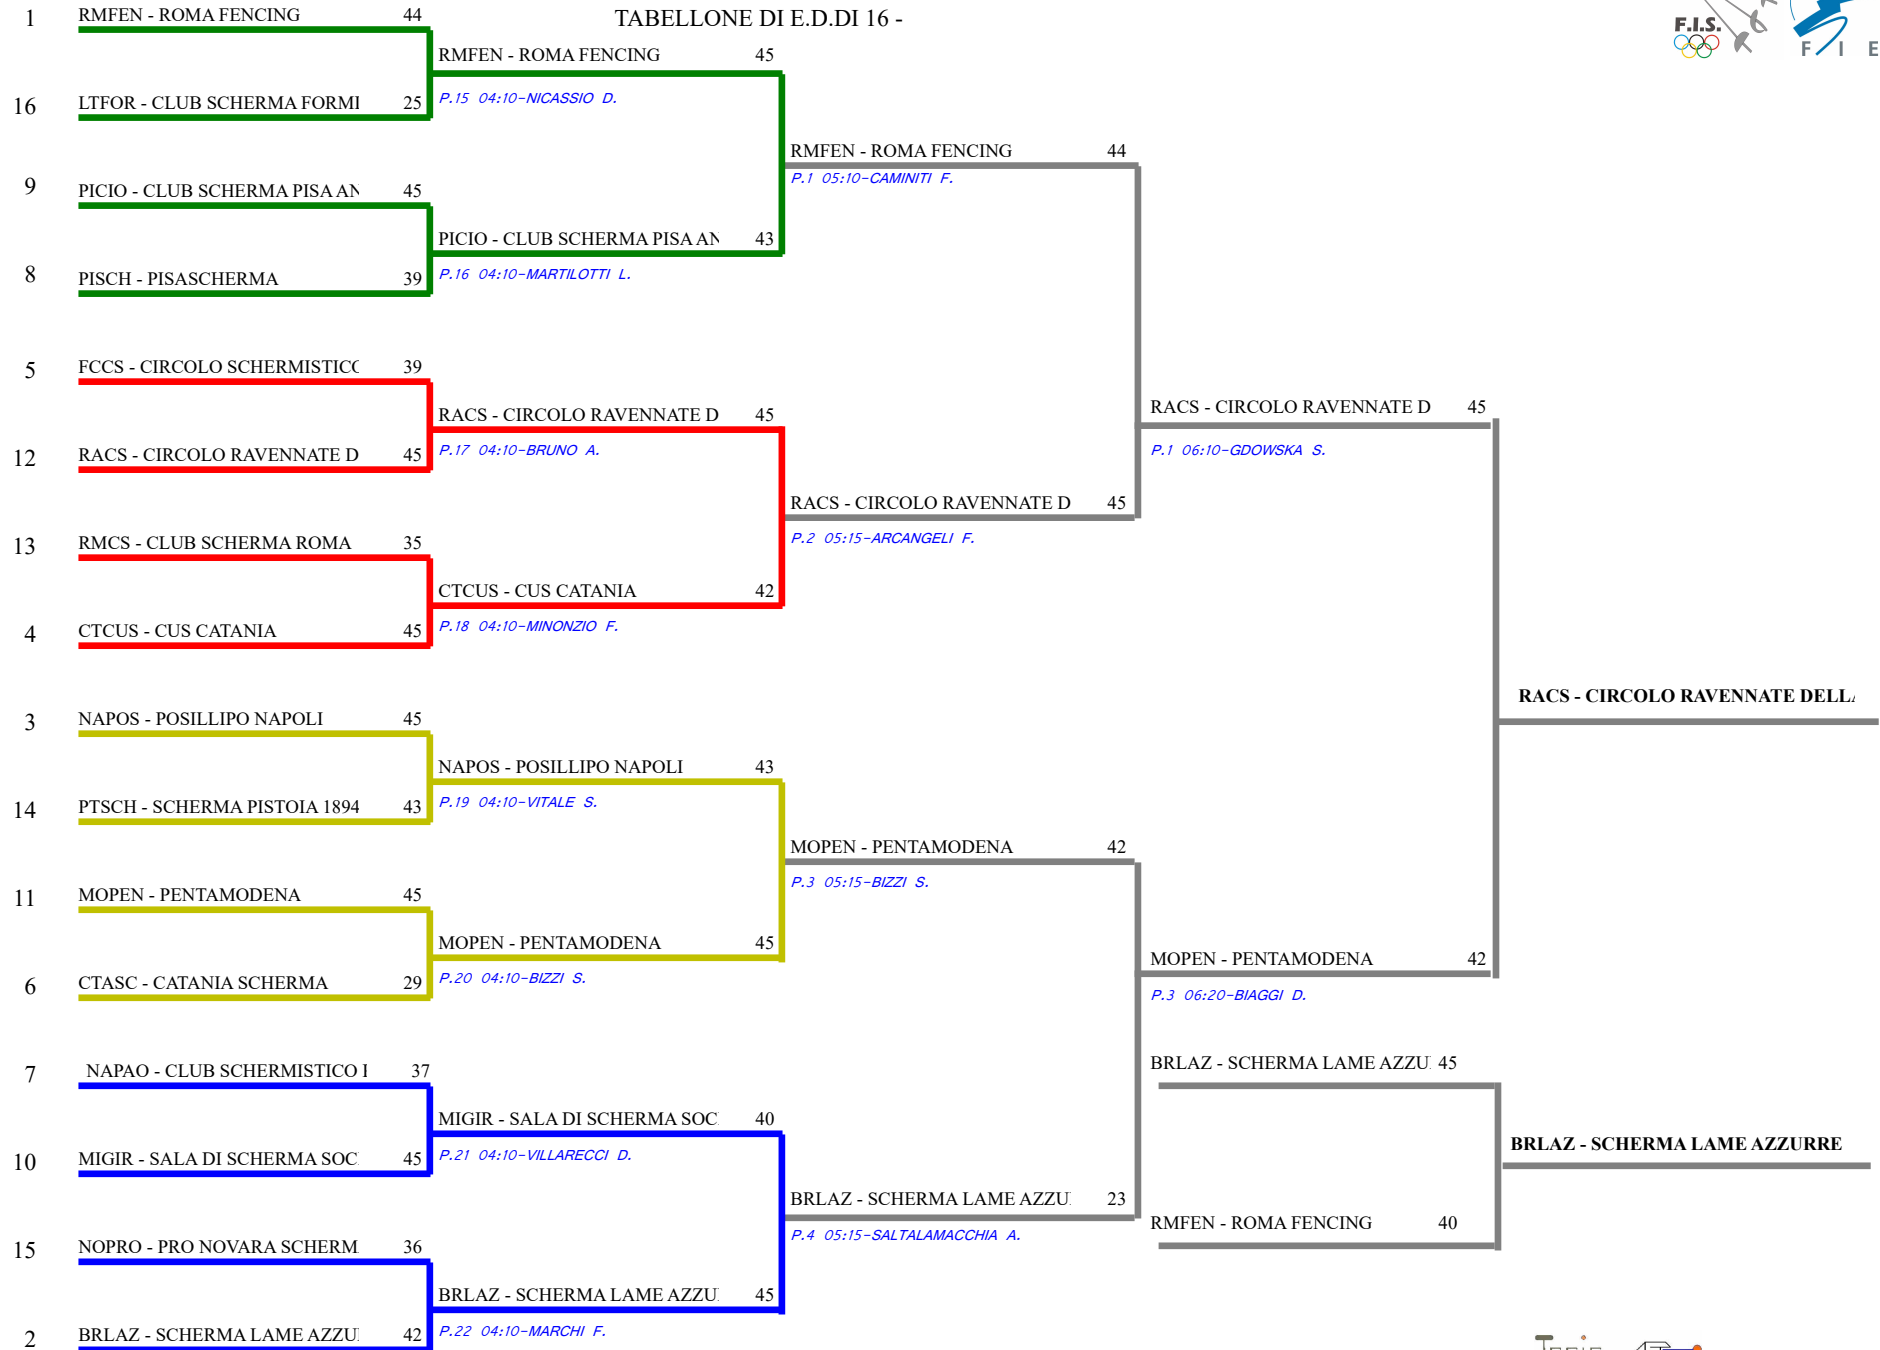 TABELLONE DI E.D.DI 16 -
F.I.S.
F I E
1 RMFEN - ROMA FENCING 44
16 LTFOR - CLUB SCHERMA FORMI 25
9 PICIO - CLUB SCHERMA PISA AN 45
8 PISCH - PISASCHERMA 39
5 FCCS - CIRCOLO SCHERMISTICO 39
12 RACS - CIRCOLO RAVENNATE D 45
13 RMCS - CLUB SCHERMA ROMA 35
4 CTCUS - CUS CATANIA 45
3 NAPOS - POSILLIPO NAPOLI 45
14 PTSCH - SCHERMA PISTOIA 1894 43
11 MOPEN - PENTAMODENA 45
6 CTASC - CATANIA SCHERMA 29
7 NAPAO - CLUB SCHERMISTICO 37
10 MIGIR - SALA DI SCHERMA SOC 45
15 NOPRO - PRO NOVARA SCHERM 36
2 BRLAZ - SCHERMA LAME AZZU 42
RMFEN - ROMA FENCING 45
P.15 04:10-NICASSIO D.
PICIO - CLUB SCHERMA PISA AN 43
P.16 04:10-MARTILOTTI L.
RACS - CIRCOLO RAVENNATE D 45
P.17 04:10-BRUNO A.
CTCUS - CUS CATANIA 42
P.18 04:10-MINONZIO F.
NAPOS - POSILLIPO NAPOLI 43
P.19 04:10-VITALE S.
MOPEN - PENTAMODENA 45
P.20 04:10-BIZZI S.
MIGIR - SALA DI SCHERMA SOC 40
P.21 04:10-VILLARECCI D.
BRLAZ - SCHERMA LAME AZZU 45
P.22 04:10-MARCHI F.
RMFEN - ROMA FENCING 44
P.1 05:10-CAMINITI F.
RACS - CIRCOLO RAVENNATE D 45
P.2 05:15-ARCANGELI F.
MOPEN - PENTAMODENA 42
P.3 05:15-BIZZI S.
BRLAZ - SCHERMA LAME AZZU 23
P.4 05:15-SALTALAMACCHIA A.
RACS - CIRCOLO RAVENNATE D 45
P.1 06:10-GDOWSKA S.
MOPEN - PENTAMODENA 42
P.3 06:20-BIAGGI D.
BRLAZ - SCHERMA LAME AZZU 45
RMFEN - ROMA FENCING 40
RACS - CIRCOLO RAVENNATE DELLA
BRLAZ - SCHERMA LAME AZZURRE